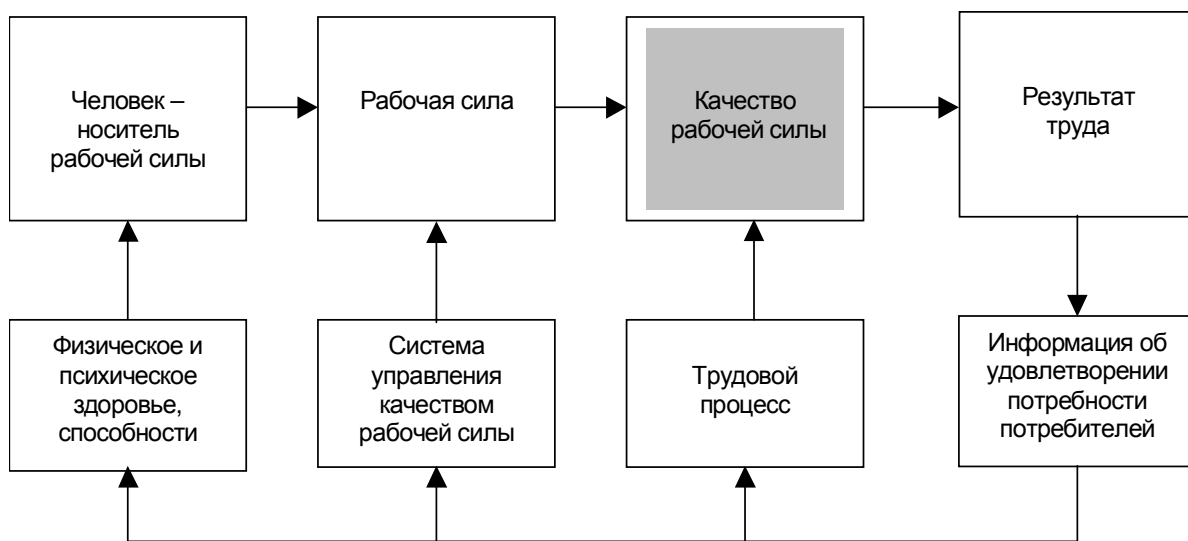 Человек –
носитель
рабочей силы
Рабочая сила
Качество
рабочей силы
Результат
труда
Физическое и
психическое
здоровье,
способности
Система
управления
качеством
рабочей силы
Трудовой
процесс
Информация об
удовлетворении
потребности
потребителей